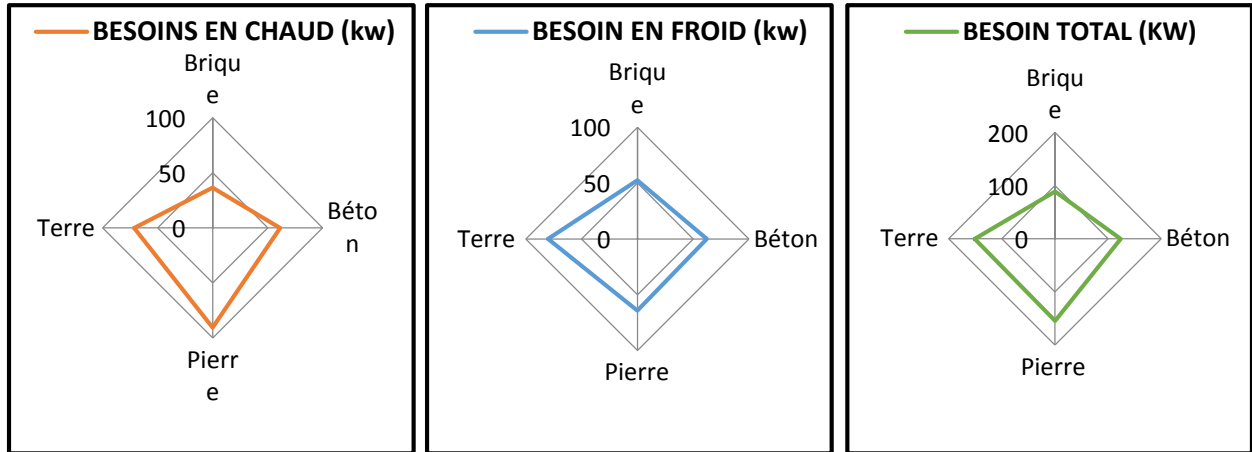 BESOINS EN CHAUD (kw)
Briqu
e
100
50
0
Terre
Béto
n
Pierr
e
BESOIN EN FROID (kw)
Briqu
e
100
50
0
Terre
Béton
Pierre
BESOIN TOTAL (KW)
Briqu
e
200
100
0
Terre
Béton
Pierre